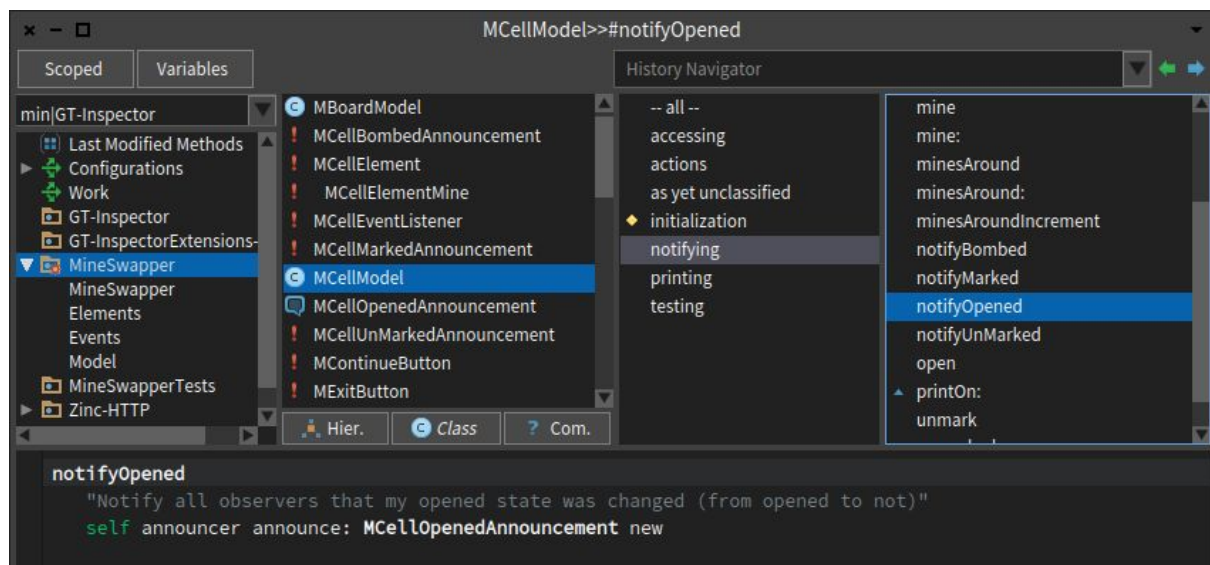 MCellModel>>#notifyOpened
Scoped
Variables
History Navigator
min|GT-Inspector
Last Modified Methods
Configurations
Work
GT-Inspector
GT-InspectorExtensions-
MineSwapper
MineSwapper
Elements
Events
Model
MineSwapperTests
Zinc-HTTP
MBoardModel
MCellBombedAnnouncement
MCellElement
MCellElementMine
MCellEventListener
MCellMarkedAnnouncement
MCellModel
MCellOpenedAnnouncement
MCellUnMarkedAnnouncement
MContinueButton
MExitButton
Hier.
Class
? Com.
-- all --
accessing
actions
as yet unclassified
initialization
notifying
printing
testing
mine
mine:
minesAround
minesAround:
minesAroundIncrement
notifyBombed
notifyMarked
notifyOpened
notifyUnMarked
open
printOn:
unmark
notifyOpened
"Notify all observers that my opened state was changed (from opened to not)"
self announcer announce: MCellOpenedAnnouncement new